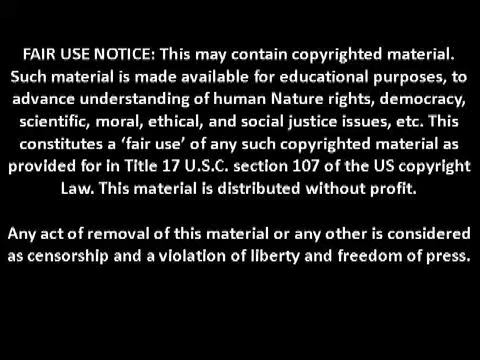 FAIR USE NOTICE: This may contain copyrighted material.
Such material is made available for educational purposes, to
advance understanding of human Nature rights, democracy,
scientific, moral, ethical, and social justice issues, etc. This
constitutes a ‘fair use’ of any such copyrighted material as
provided for in Title 17 U.S.C. section 107 of the US copyright
Law. This material is distributed without profit.
Any act of removal of this material or any other is considered
as censorship and a violation of liberty and freedom of press.